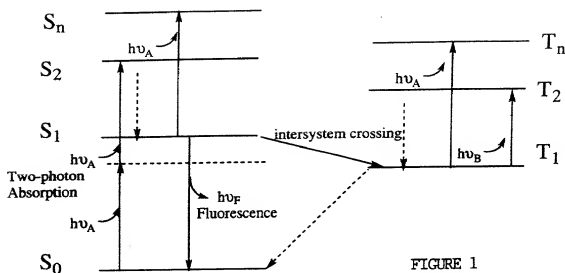 Sn
hυA
Tn
S2
hυA
T2
S1
intersystem crossing
hυA
hυB
T1
Two-photon
Absorption
hυF
Fluorescence
hυA
S0
FIGURE 1